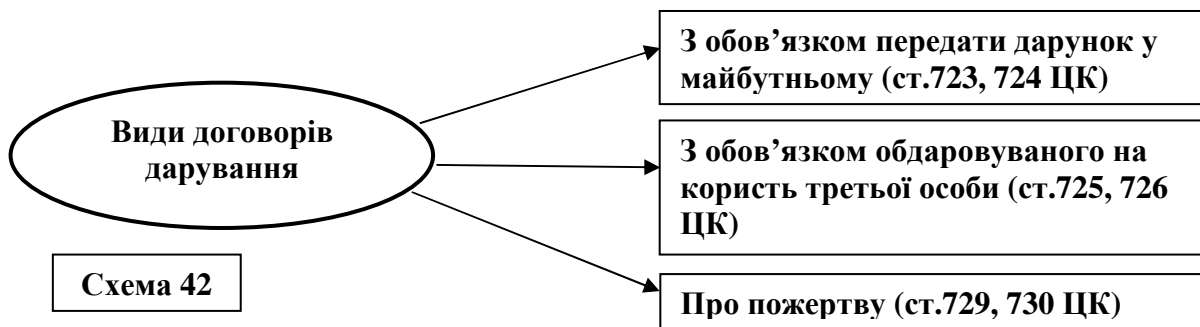 Види договорів
дарування
З обов’язком передати дарунок у
майбутньому (ст.723, 724 ЦК)
З обов’язком обдаровуваного на
користь третьої особи (ст.725, 726
ЦК)
Про пожертву (ст.729, 730 ЦК)
Схема 42